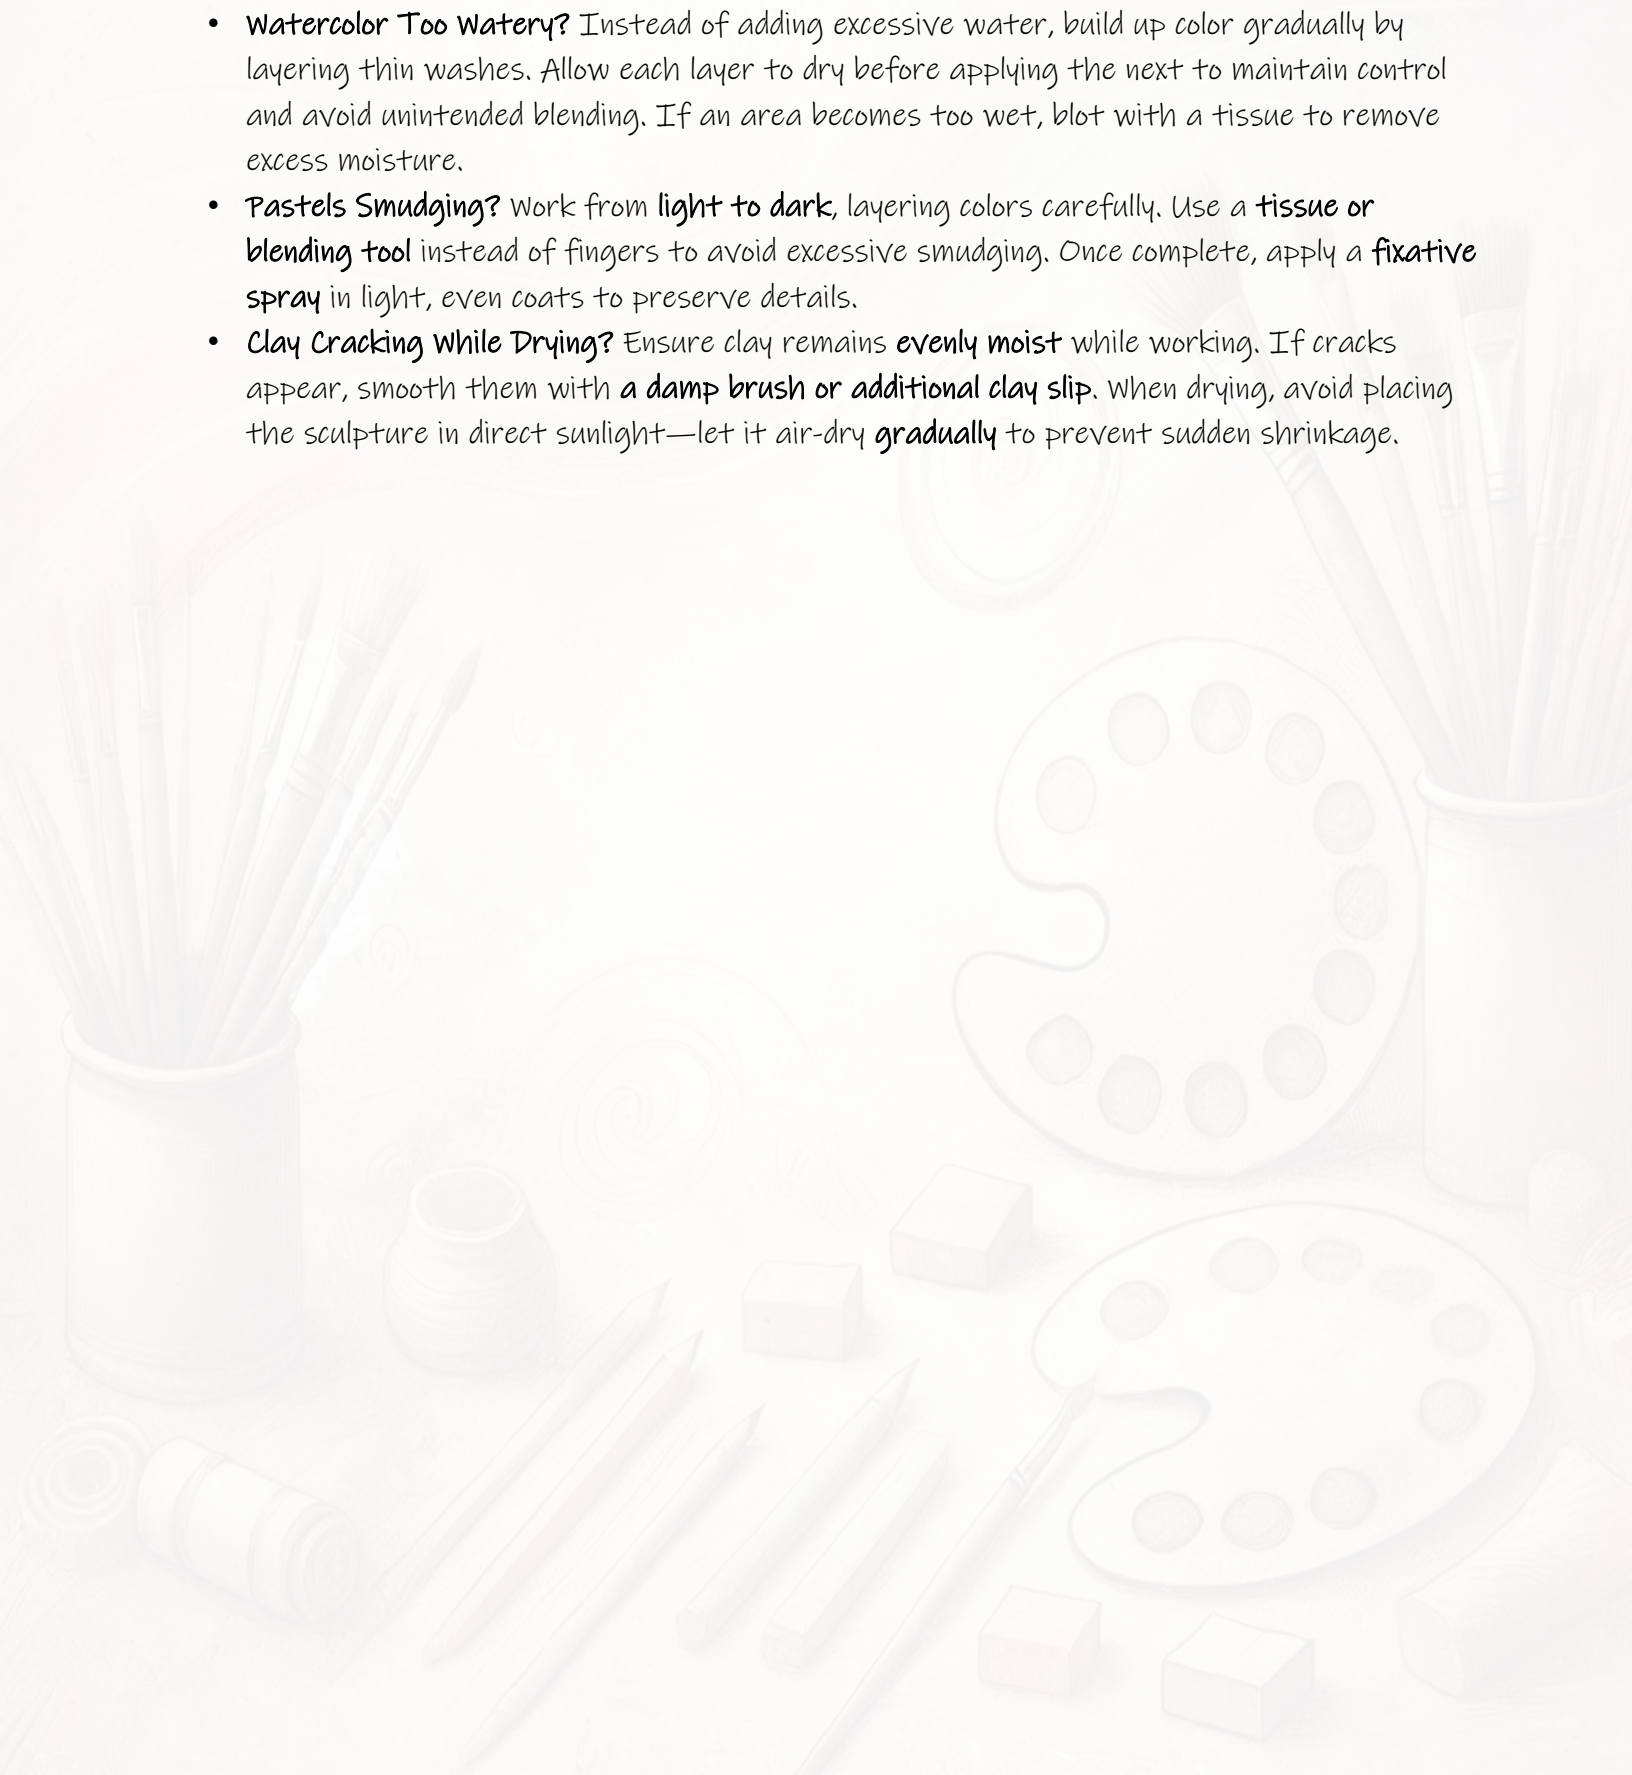 • Watercolor Too Watery? Instead of adding excessive water, build up color gradually by
layering thin washes. Allow each layer to dry before applying the next to maintain control
and avoid unintended blending. If an area becomes too wet, blot with a tissue to remove
excess moisture.
• Pastels Smudging? Work from light to dark, layering colors carefully. Use a tissue or
blending tool instead of fingers to avoid excessive smudging. Once complete, apply a fixative
spray in light, even coats to preserve details.
• Clay Cracking While Drying? Ensure clay remains evenly moist while working. If cracks
appear, smooth them with a damp brush or additional clay slip. When drying, avoid placing
the sculpture in direct sunlight—let it air-dry gradually to prevent sudden shrinkage.